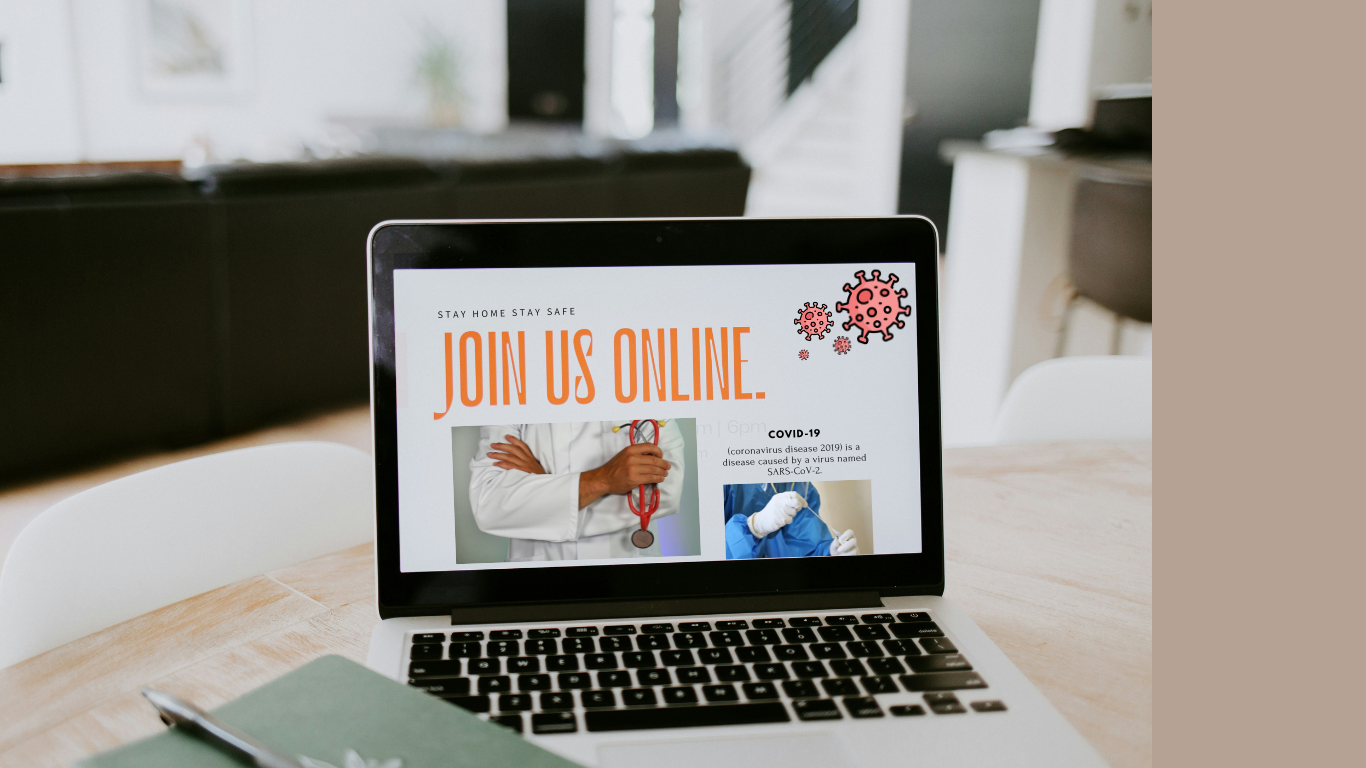 STAY HOME STAY SAFE
JOIN US ONLINE.
m | 6pm
COVID-19
(coronavirus disease 2019) is a
disease caused by a virus named
SARS-CoV-2.